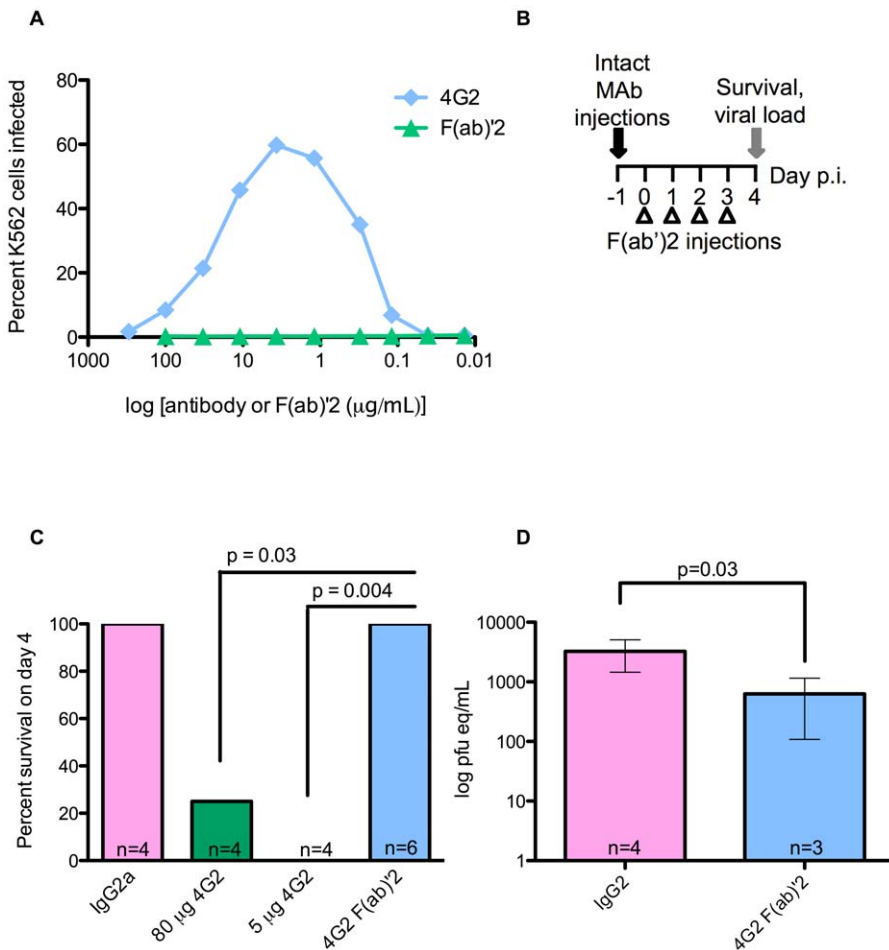 A
Percent K562 cells infected
80
60
40
20
0
1000
100
10
1
0.1
0.01
log [antibody or F(ab)'2 (μg/mL)]
4G2
F(ab)'2
B
Intact
MAb
injections
Survival,
viral load
Day p.i.
-1 0 1 2 3 4
F(ab')2 injections
C
p = 0.03
p = 0.004
Percent survival on day 4
100
80
60
40
20
0
n=4
n=4
n=4
n=6
IgG2a
80 μg 4G2
5 μg 4G2
4G2 F(ab)'2
D
p=0.03
log pfu eq/mL
10000
1000
100
10
1
n=4
n=3
IgG2
4G2 F(ab)'2